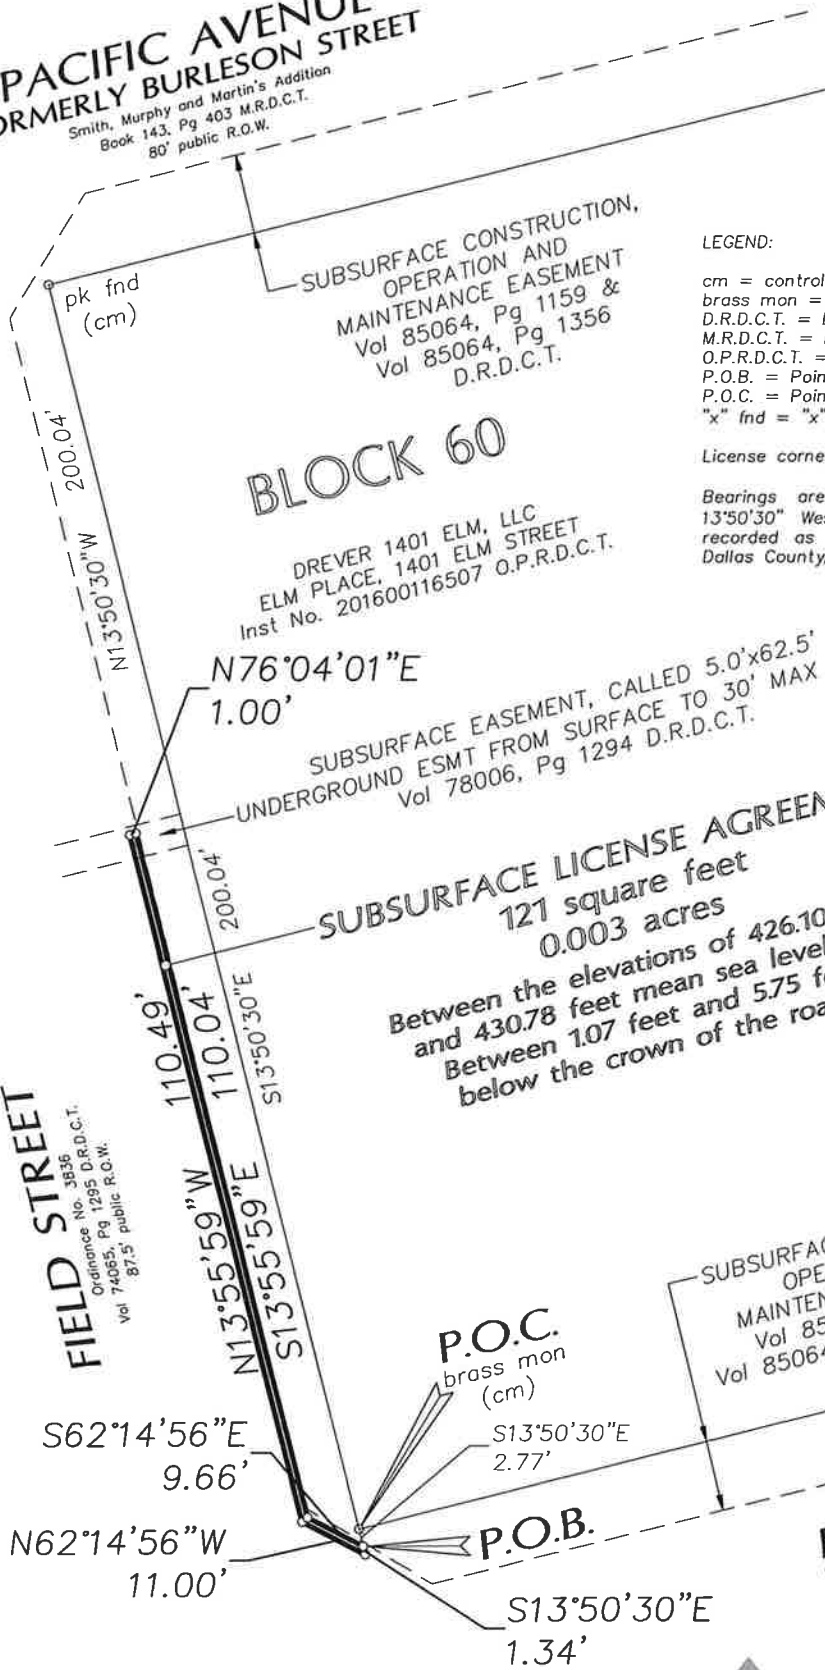 PACIFIC AVENUE
FORMERLY BURLESON STREET
Smith, Murphy and Martin's Addition
Book 143, Pg 403 M.R.D.C.T.
80' public R.O.W.
pk fnd
(cm)
SUBSURFACE CONSTRUCTION,
OPERATION AND
MAINTENANCE EASEMENT
Vol 85064, Pg 1159 &
Vol 85064, Pg 1356
D.R.D.C.T.
LEGEND:
cm = control
brass mon =
D.R.D.C.T. =
M.R.D.C.T. =
O.P.R.D.C.T. =
P.O.B. = Poin
P.O.C. = Poin
"x" fnd = "x"
License corne
Bearings are
13°50'30" Wes
recorded as
Dallas County,
200.04'
N13°50'30"W
BLOCK 60
DREVER 1401 ELM, LLC
ELM PLACE, 1401 ELM STREET
Inst No. 201600116507 O.P.R.D.C.T.
N76°04'01"E
1.00'
SUBSURFACE EASEMENT, CALLED 5.0'x62.5'
UNDERGROUND ESMT FROM SURFACE TO 30' MAX
Vol 78006, Pg 1294 D.R.D.C.T.
SUBSURFACE LICENSE AGREEM
121 square feet
0.003 acres
Between the elevations of 426.10
and 430.78 feet mean sea level
Between 1.07 feet and 5.75 f
below the crown of the roa
200.04'
S13°50'30"E
110.49'
110.04'
N13°55'59"W
S13°55'59"E
FIELD STREET
Ordinance No. 3836
Vol 74065, Pg 1295 D.R.D.C.T.
87.5' public R.O.W.
SUBSURFAC
OPE
MAINTEN
Vol 85
Vol 85064
P.O.C.
brass mon
(cm)
S13°50'30"E
2.77'
S62°14'56"E
9.66'
N62°14'56"W
11.00'
P.O.B.
S13°50'30"E
1.34'